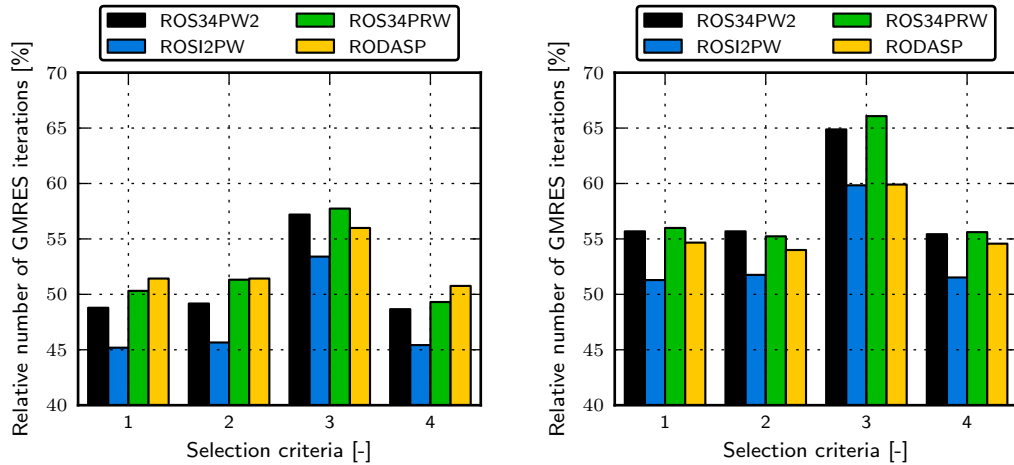 ROS34PW2 ROS34PRW
ROSI2PW RODASP
Relative number of GMRES iterations [%]
70
65
60
55
50
45
40
1 2 3 4
Selection criteria [-]
ROS34PW2 ROS34PRW
ROSI2PW RODASP
Relative number of GMRES iterations [%]
70
65
60
55
50
45
40
1 2 3 4
Selection criteria [-]